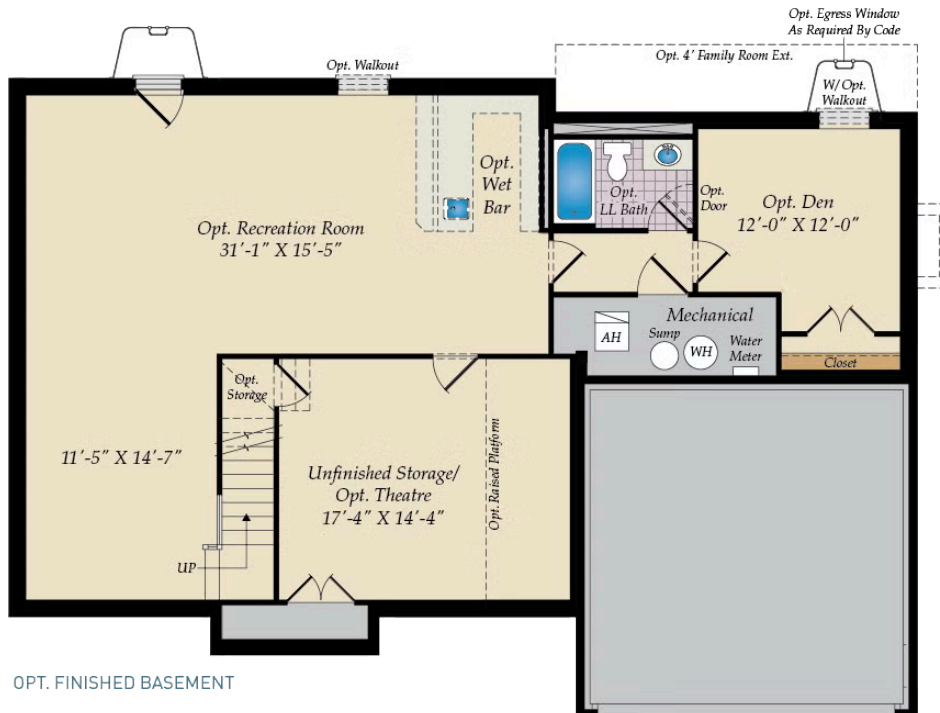 Opt. Egress Window
As Required By Code
Opt. Walkout
Opt. 4' Family Room Ext.
W/ Opt.
Walkout
Opt.
Wet
Bar
Opt.
LL Bath
Opt.
Door
Opt. Den
12'-0" X 12'-0"
Opt. Recreation Room
31'-1" X 15'-5"
Mechanical
AH
Sump
WH
Water
Meter
Closet
Opt.
Storage
11'-5" X 14'-7"
Unfinished Storage/
Opt. Theatre
17'-4" X 14'-4"
Opt. Raised Platform
UP
OPT. FINISHED BASEMENT